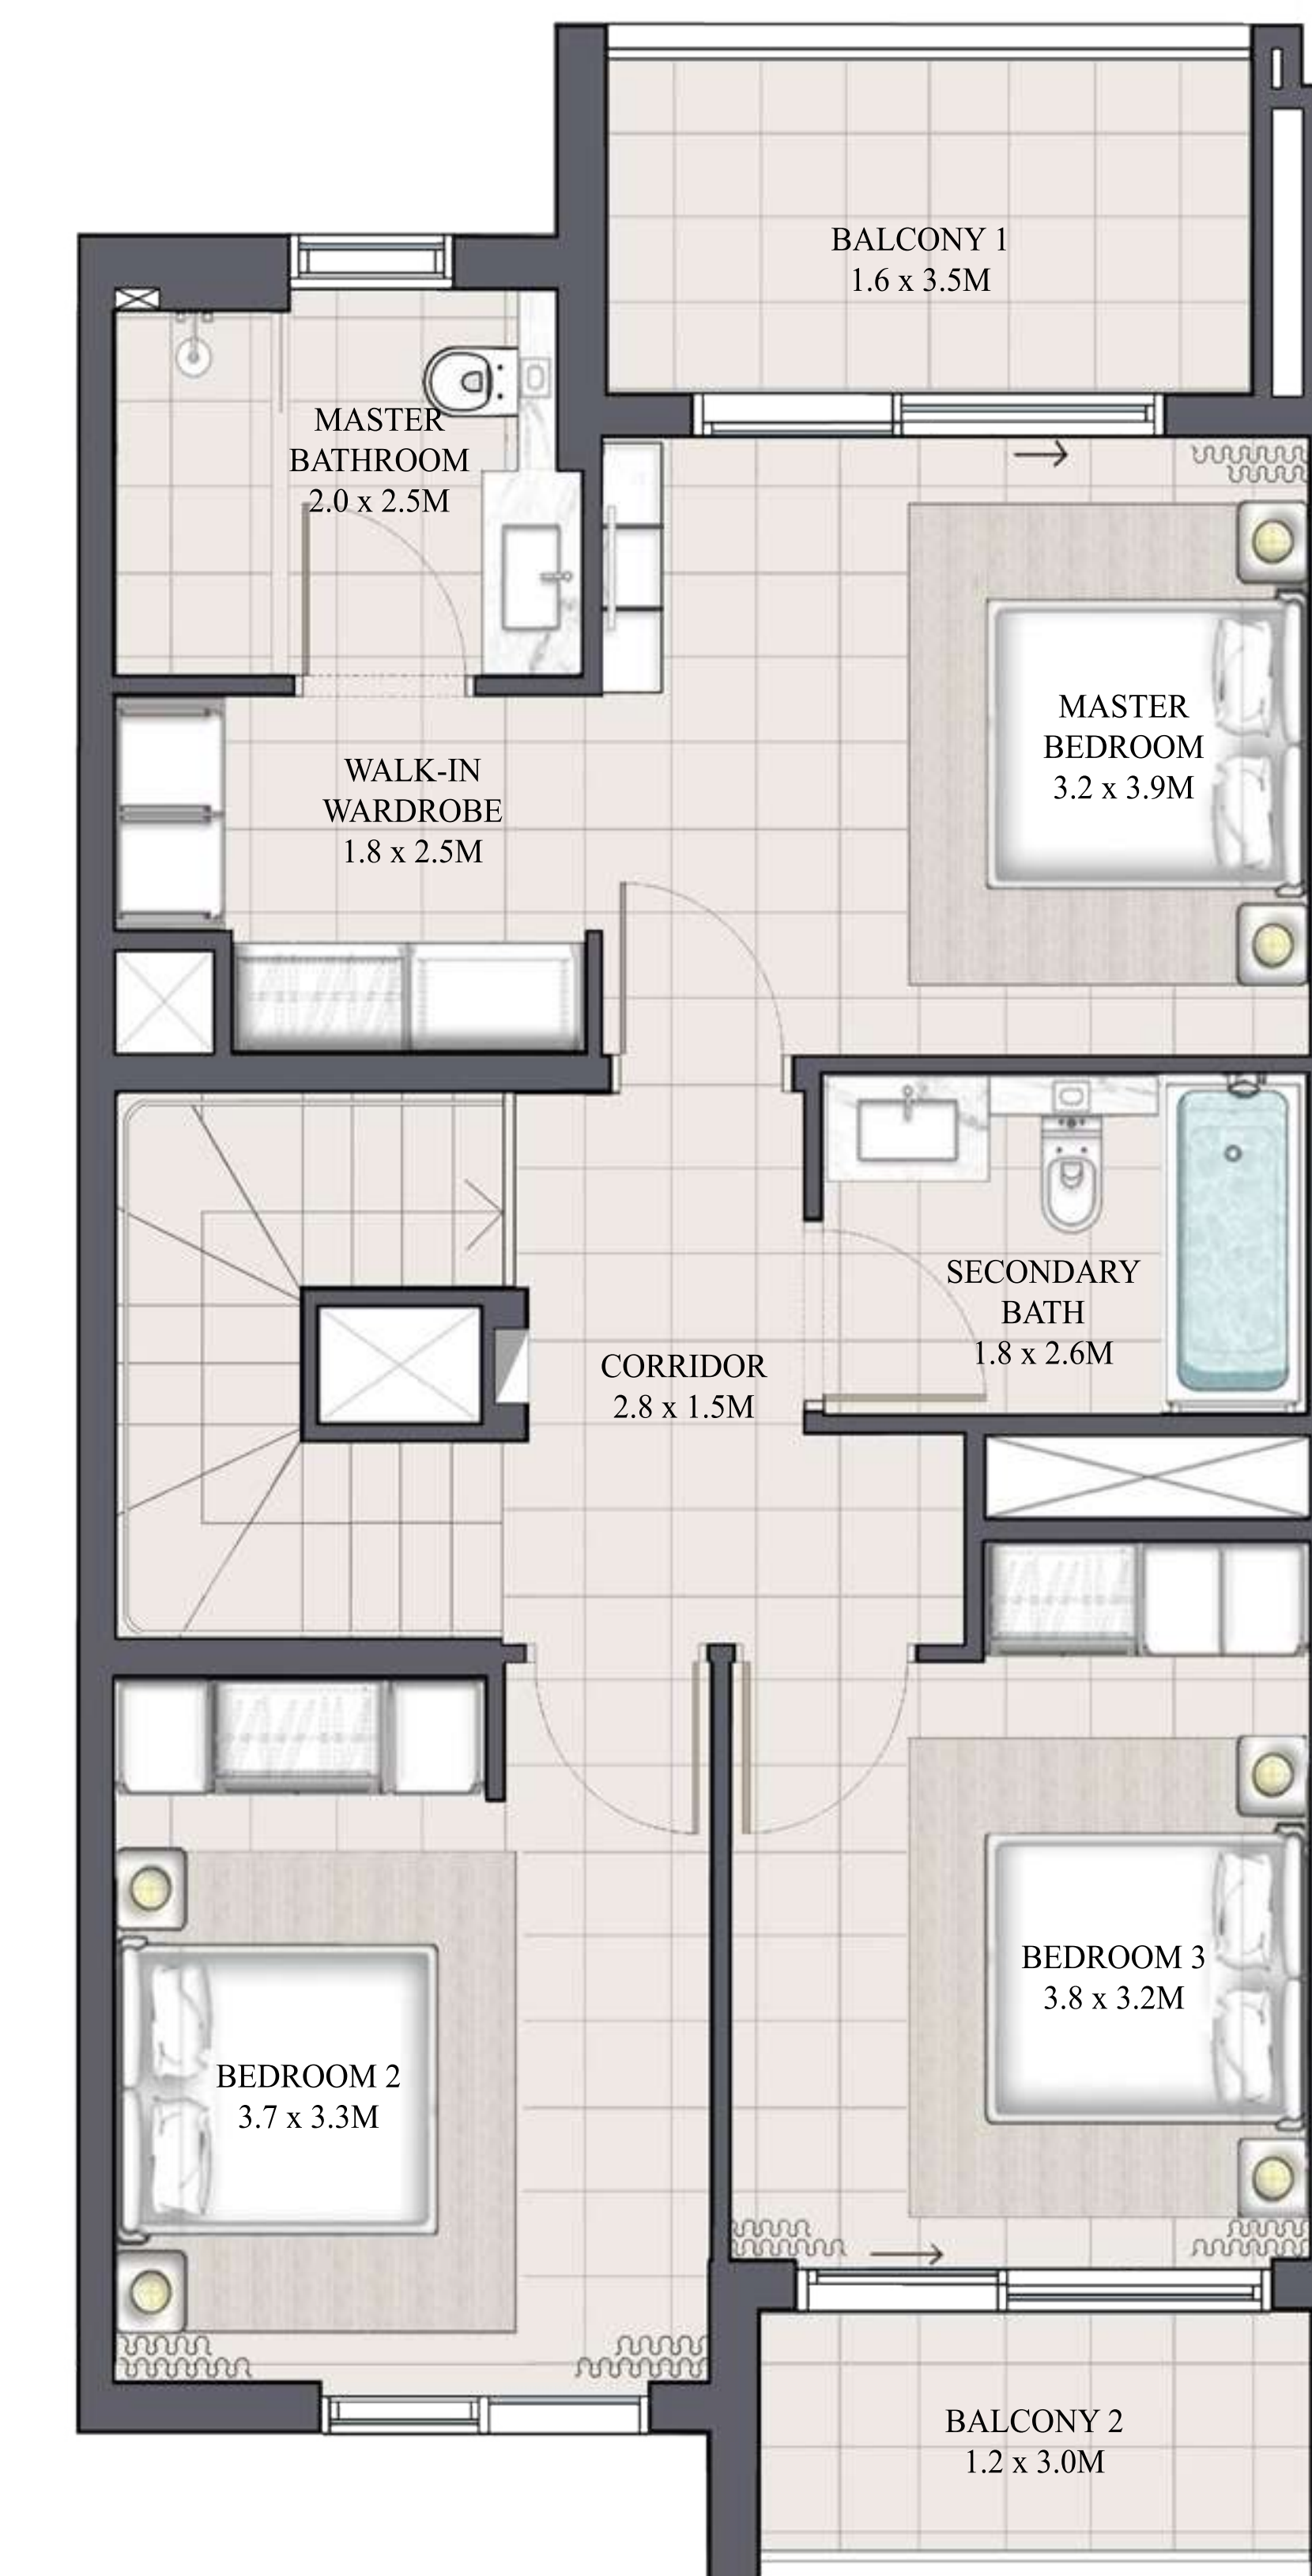 BALCONY 1
1.6 x 3.5M
MASTER
BATHROOM
2.0 x 2.5M
MASTER
BEDROOM
3.2 x 3.9M
WALK-IN
WARDROBE
1.8 x 2.5M
SECONDARY
BATH
1.8 x 2.6M
CORRIDOR
2.8 x 1.5M
BEDROOM 3
3.8 x 3.2M
BEDROOM 2
3.7 x 3.3M
BALCONY 2
1.2 x 3.0M